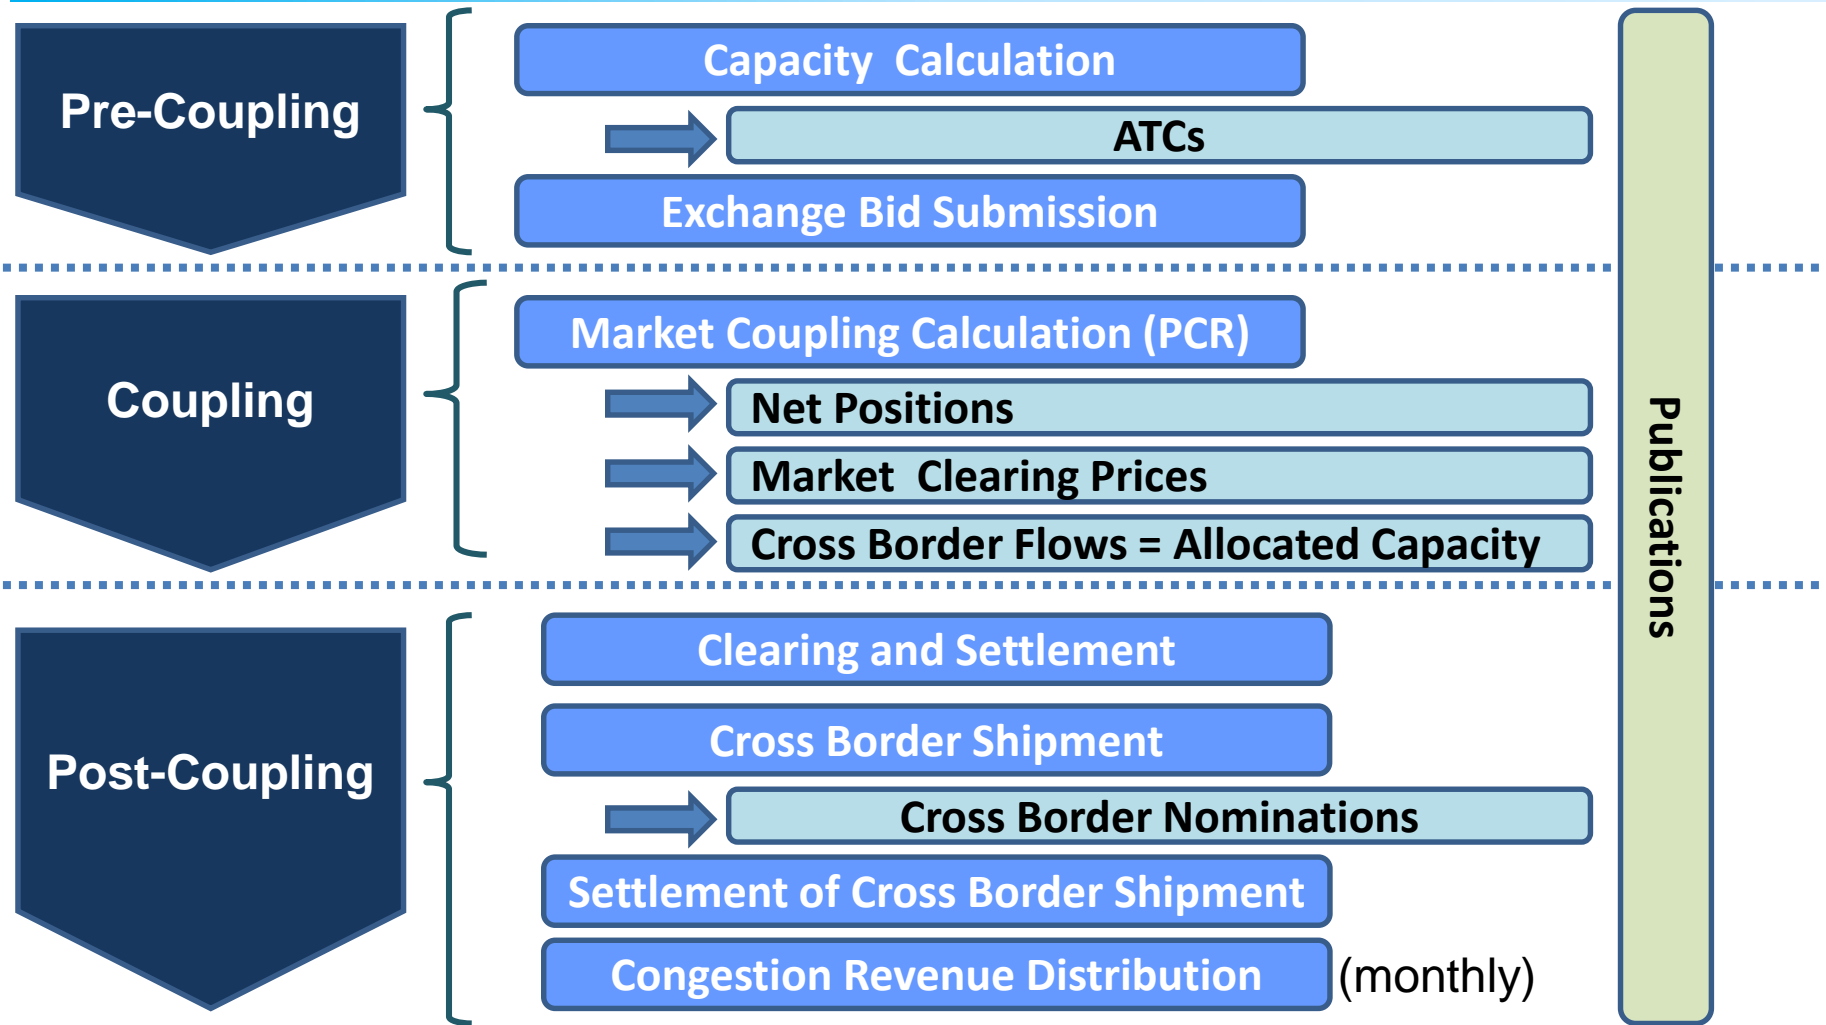 Pre-Coupling
Capacity Calculation
ATCs
Exchange Bid Submission
Coupling
Market Coupling Calculation (PCR)
Net Positions
Market Clearing Prices
Cross Border Flows = Allocated Capacity
Post-Coupling
Clearing and Settlement
Cross Border Shipment
Cross Border Nominations
Settlement of Cross Border Shipment
Congestion Revenue Distribution (monthly)
Publications